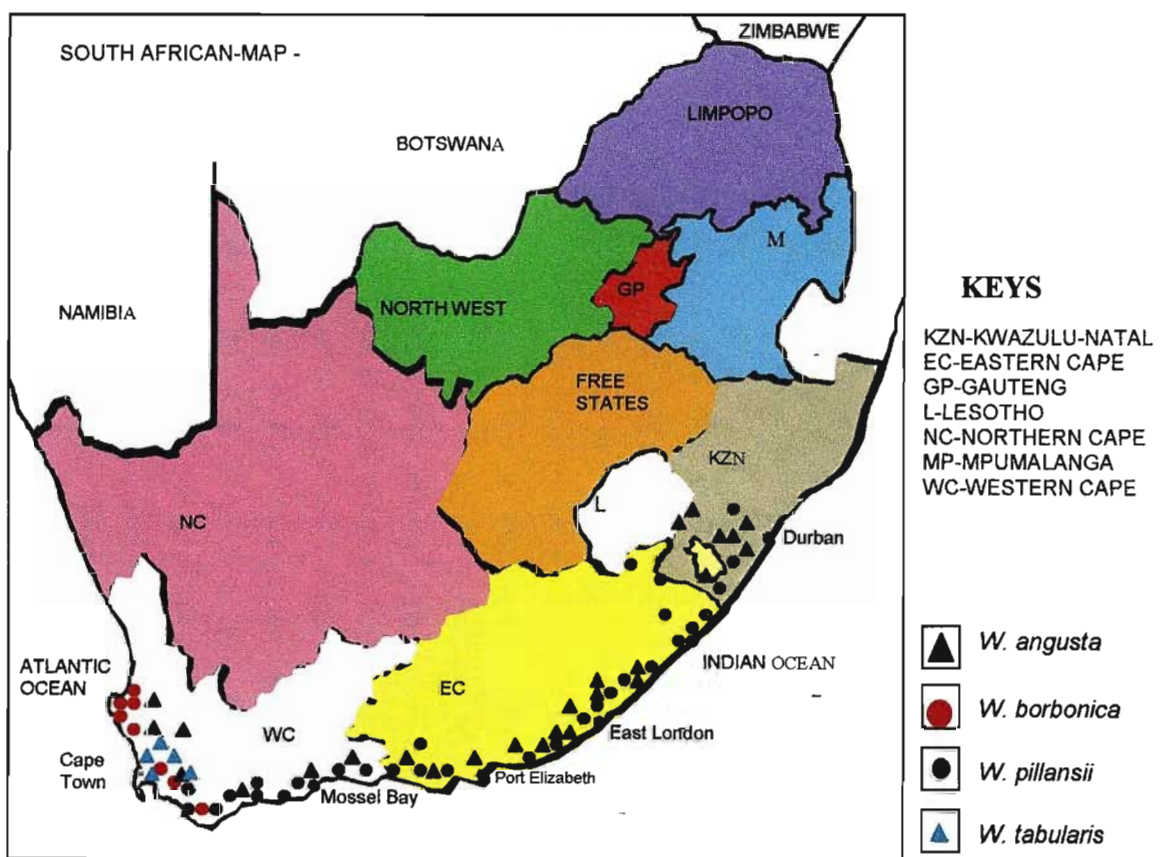 SOUTH AFRICAN-MAP -
ZIMBABWE
LIMPOPO
BOTSWANA
M
GP
NAMIBIA
NORTH WEST
FREE
STATES
KZN
L
NC
Durban
ATLANTIC
OCEAN
INDIAN OCEAN
EC
WC
East London
Cape
Town
Port Elizabeth
Mossel Bay
KEYS
KZN-KWAZULU-NATAL
EC-EASTERN CAPE
GP-GAUTENG
L-LESOTHO
NC-NORTHERN CAPE
MP-MPUMALANGA
WC-WESTERN CAPE
W. angusta
W. borbonica
W. pillansii
W. tabularis